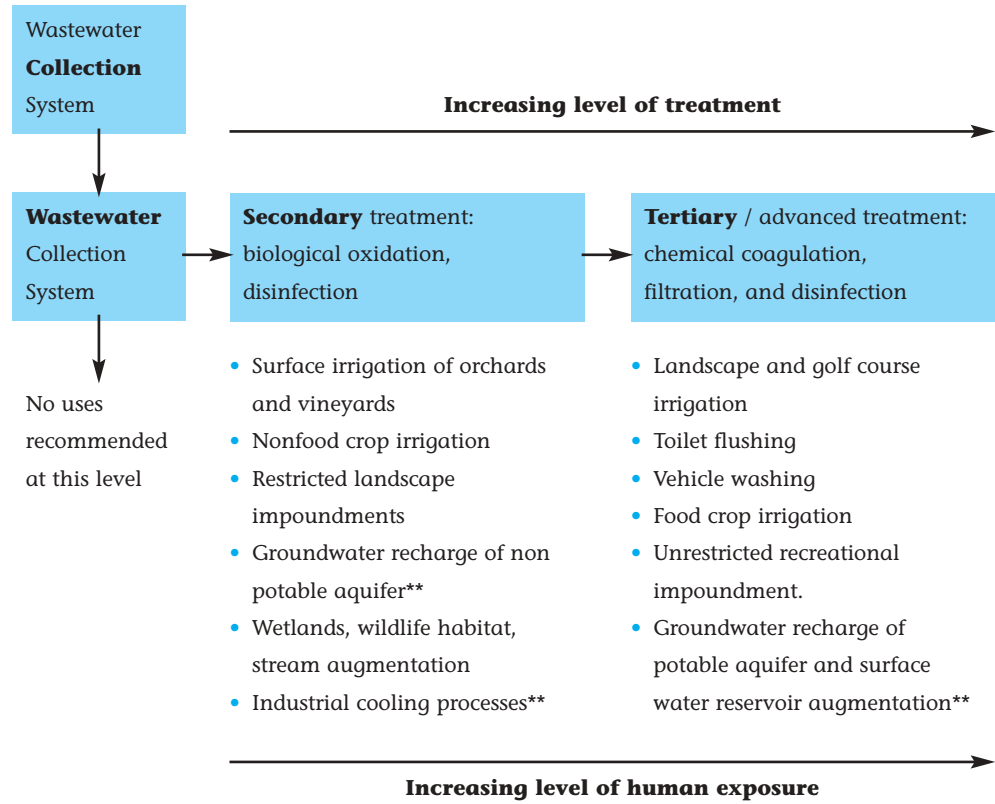 Wastewater
Collection
System
Increasing level of treatment
Wastewater
Collection
System
Secondary treatment:
biological oxidation,
disinfection
Tertiary / advanced treatment:
chemical coagulation,
filtration, and disinfection
No uses
recommended
at this level
• Surface irrigation of orchards
and vineyards
• Nonfood crop irrigation
• Restricted landscape
impoundments
• Groundwater recharge of non
potable aquifer**
• Wetlands, wildlife habitat,
stream augmentation
• Industrial cooling processes**
• Landscape and golf course
irrigation
• Toilet flushing
• Vehicle washing
• Food crop irrigation
• Unrestricted recreational
impoundment.
• Groundwater recharge of
potable aquifer and surface
water reservoir augmentation**
Increasing level of human exposure